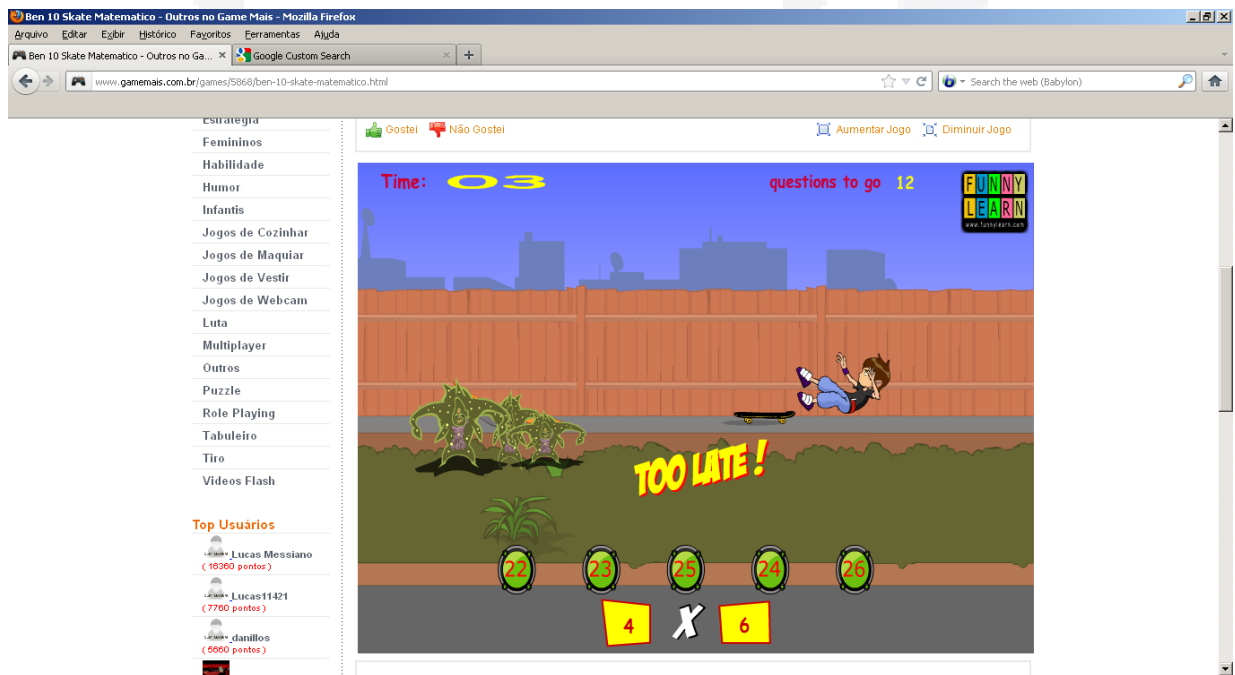 Ben 10 Skate Matematico - Outros no Game Mais - Mozilla Firefox
Arquivo Editar Exibir Histórico Favoritos Ferramentas Ajuda
Ben 10 Skate Matematico - Outros no Ga... × Google Custom Search × +
www.gamemais.com.br/games/5868/ben-10-skate-matematico.html Search the web (Babylon)
Estratégia
Gostei Não Gostei Aumentar Jogo Diminuir Jogo
Femininos
Habilidade
Humor
Infantis
Jogos de Cozinhar
Jogos de Maquiar
Jogos de Vestir
Jogos de Webcam
Luta
Multiplayer
Outros
Puzzle
Role Playing
Tabuleiro
Tiro
Videos Flash
Top Usuários
Lucas Messiano
( 16360 pontos )
Lucas11421
( 7760 pontos )
danillos
( 5660 pontos )
Time: 03 questions to go 12
FUNNY
LEARN
www.funnylearn.com
TOO LATE !
22 23 25 24 26
4 X 6